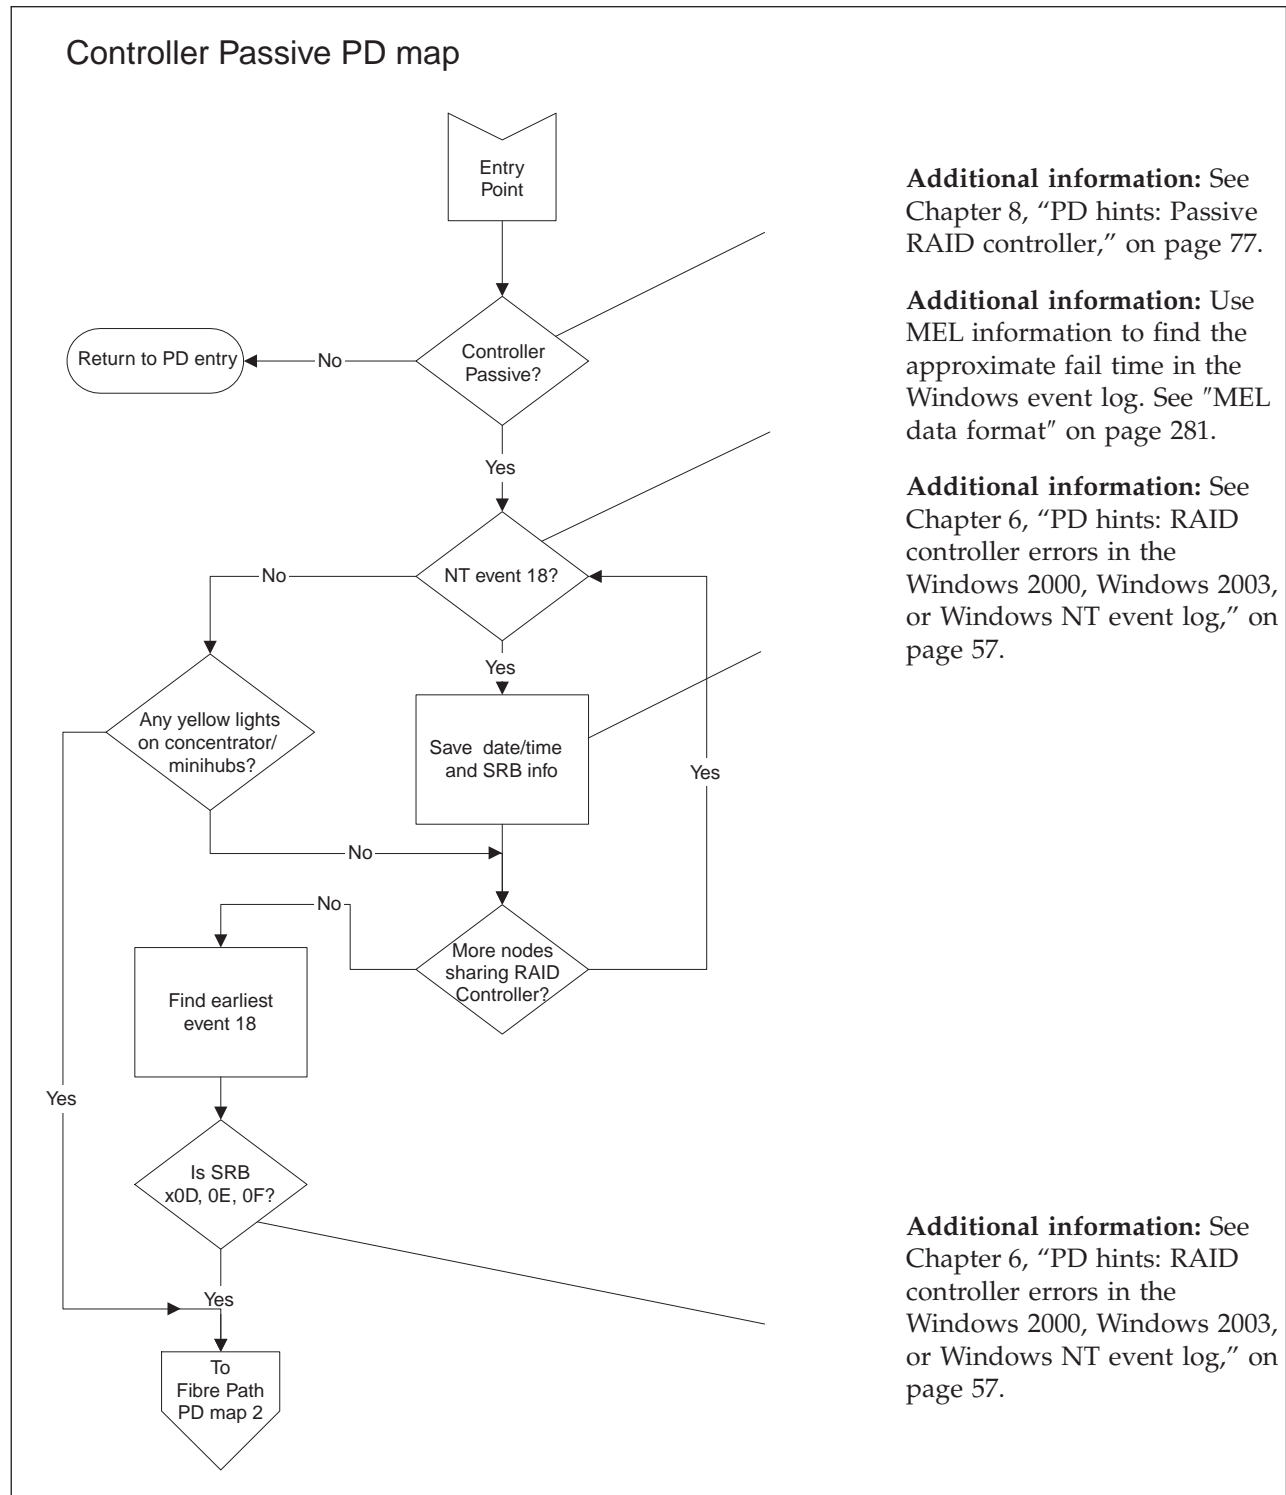 Controller Passive PD map
Entry
Point
Additional information: See
Chapter 8, “PD hints: Passive
RAID controller,” on page 77.
Additional information: Use
MEL information to find the
approximate fail time in the
Windows event log. See ″MEL
data format″ on page 281.
Additional information: See
Chapter 6, “PD hints: RAID
controller errors in the
Windows 2000, Windows 2003,
or Windows NT event log,” on
page 57.
Controller
Passive?
No
Return to PD entry
Yes
NT event 18?
No
Yes
Any yellow lights
on concentrator/
minihubs?
Save date/time
and SRB info
Yes
No
No
More nodes
sharing RAID
Controller?
Find earliest
event 18
Yes
Is SRB
x0D, 0E, 0F?
Yes
To
Fibre Path
PD map 2
Additional information: See
Chapter 6, “PD hints: RAID
controller errors in the
Windows 2000, Windows 2003,
or Windows NT event log,” on
page 57.